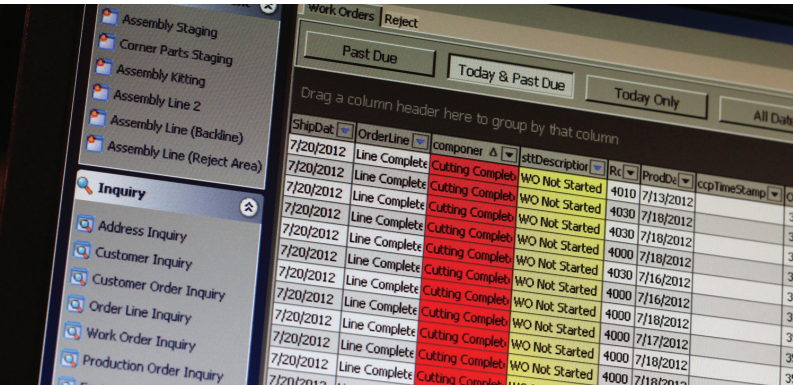 Assembly Staging
Corner Parts Staging
Assembly Kitting
Assembly Line 2
Assembly Line (Backline)
Assembly Line (Reject Area)
Inquiry
Address Inquiry
Customer Inquiry
Customer Order Inquiry
Order Line Inquiry
Work Order Inquiry
Production Order Inquiry
Work Orders Reject
Past Due Today & Past Due Today Only All Dat
Drag a column header here to group by that column
ShipDat OrderLine componer sttDescription Rc ProdDa ccpTimeStamp
7/20/2012 Line Complete Cutting Complet WO Not Started 4010 7/13/2012
7/20/2012 Line Complete Cutting Complet WO Not Started 4030 7/18/2012
7/20/2012 Line Complete Cutting Complet WO Not Started 4030 7/18/2012
7/20/2012 Line Complete Cutting Complet WO Not Started 4000 7/18/2012
7/20/2012 Line Complete Cutting Complet WO Not Started 4030 7/16/2012
7/20/2012 Line Complete Cutting Complet WO Not Started 4000 7/16/2012
7/20/2012 Line Complete Cutting Complet WO Not Started 4000 7/18/2012
7/20/2012 Line Complete Cutting Complet WO Not Started 4000 7/17/2012
7/20/2012 Line Complete Cutting Complet WO Not Started 4000 7/18/2012
7/20/2012 Line Complete Cutting Complet 4000 7/18/2012